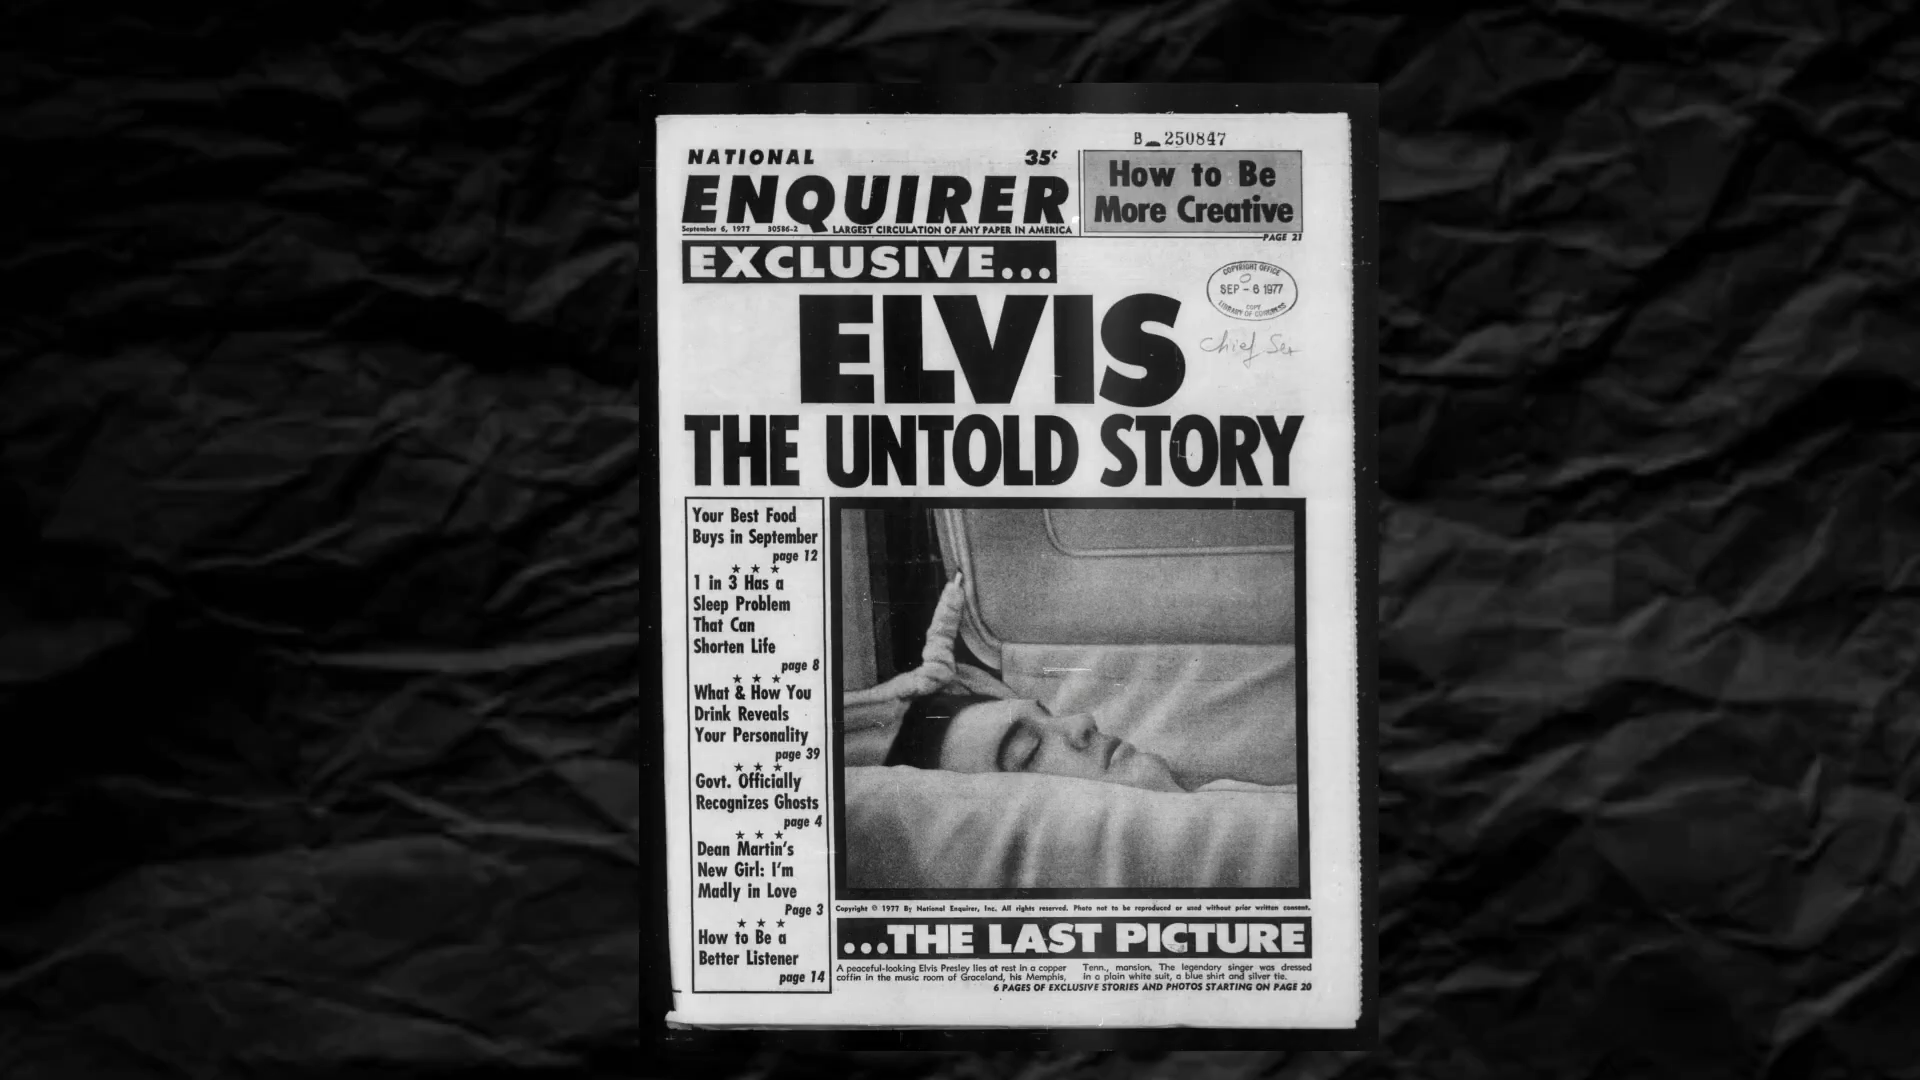 B 250847
NATIONAL
35¢
ENQUIRER
September 6, 1977 30586-2 LARGEST CIRCULATION OF ANY PAPER IN AMERICA
How to Be
More Creative
PAGE 21
EXCLUSIVE...
COPYRIGHT OFFICE
SEP - 6 1977
COPY
LIBRARY OF CONGRESS
Chief Ser
ELVIS
THE UNTOLD STORY
Your Best Food
Buys in September
page 12
★ ★ ★
1 in 3 Has a
Sleep Problem
That Can
Shorten Life
page 8
★ ★ ★
What & How You
Drink Reveals
Your Personality
page 39
★ ★ ★
Govt. Officially
Recognizes Ghosts
page 4
★ ★ ★
Dean Martin's
New Girl: I'm
Madly in Love
Page 3
★ ★ ★
How to Be a
Better Listener
page 14
Copyright © 1977 By National Enquirer, Inc. All rights reserved. Photo not to be reproduced or used without prior written consent.
...THE LAST PICTURE
A peaceful-looking Elvis Presley lies at rest in a copper
coffin in the music room of Graceland, his Memphis,
Tenn., mansion. The legendary singer was dressed
in a plain white suit, a blue shirt and silver tie.
6 PAGES OF EXCLUSIVE STORIES AND PHOTOS STARTING ON PAGE 20